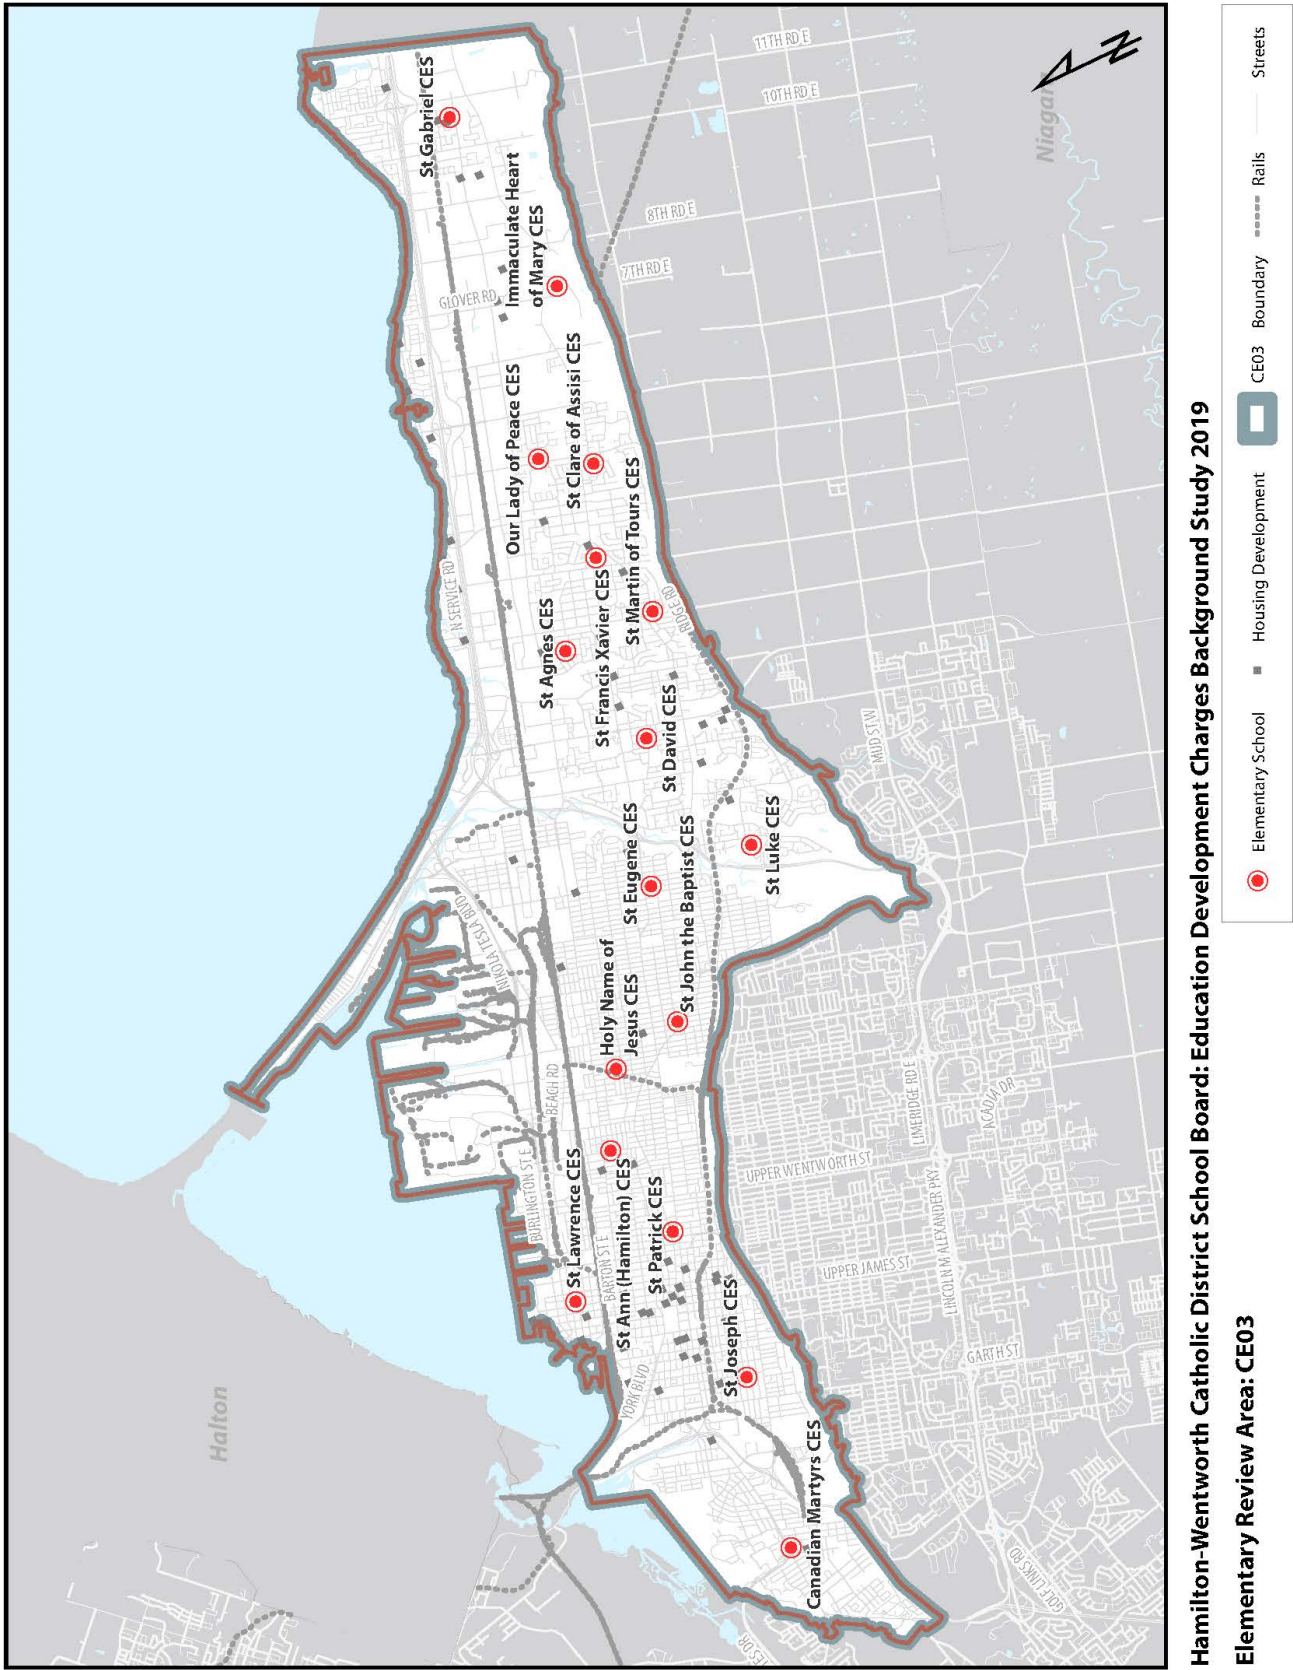 Halton
Niagara
11TH RD E
10TH RD E
8TH RD E
7TH RD E
GLOVER RD
N SERVICE RD
RIDGE RD
MUD ST W
NIKOLA TESLA BLVD
BEACH RD
BURLINGTON ST E
BARTON ST E
YORK BLVD
LIMERIDGE RD E
ACADIA DR
UPPER WENTWORTH ST
LINCOLN M ALEXANDER PKY
UPPER JAMES ST
GARTH ST
GOLF LINKS RD
Canadian Martyrs CES
St Joseph CES
St Lawrence CES
St Ann (Hamilton) CES
St Patrick CES
Holy Name of
Jesus CES
St John the Baptist CES
St Eugene CES
St Luke CES
St David CES
St Agnes CES
St Francis Xavier CES
St Martin of Tours CES
Our Lady of Peace CES
St Clare of Assisi CES
Immaculate Heart
of Mary CES
St Gabriel CES
N
Hamilton-Wentworth Catholic District School Board: Education Development Charges Background Study 2019
Elementary Review Area: CE03
Elementary School
Housing Development
CE03 Boundary
Rails
Streets